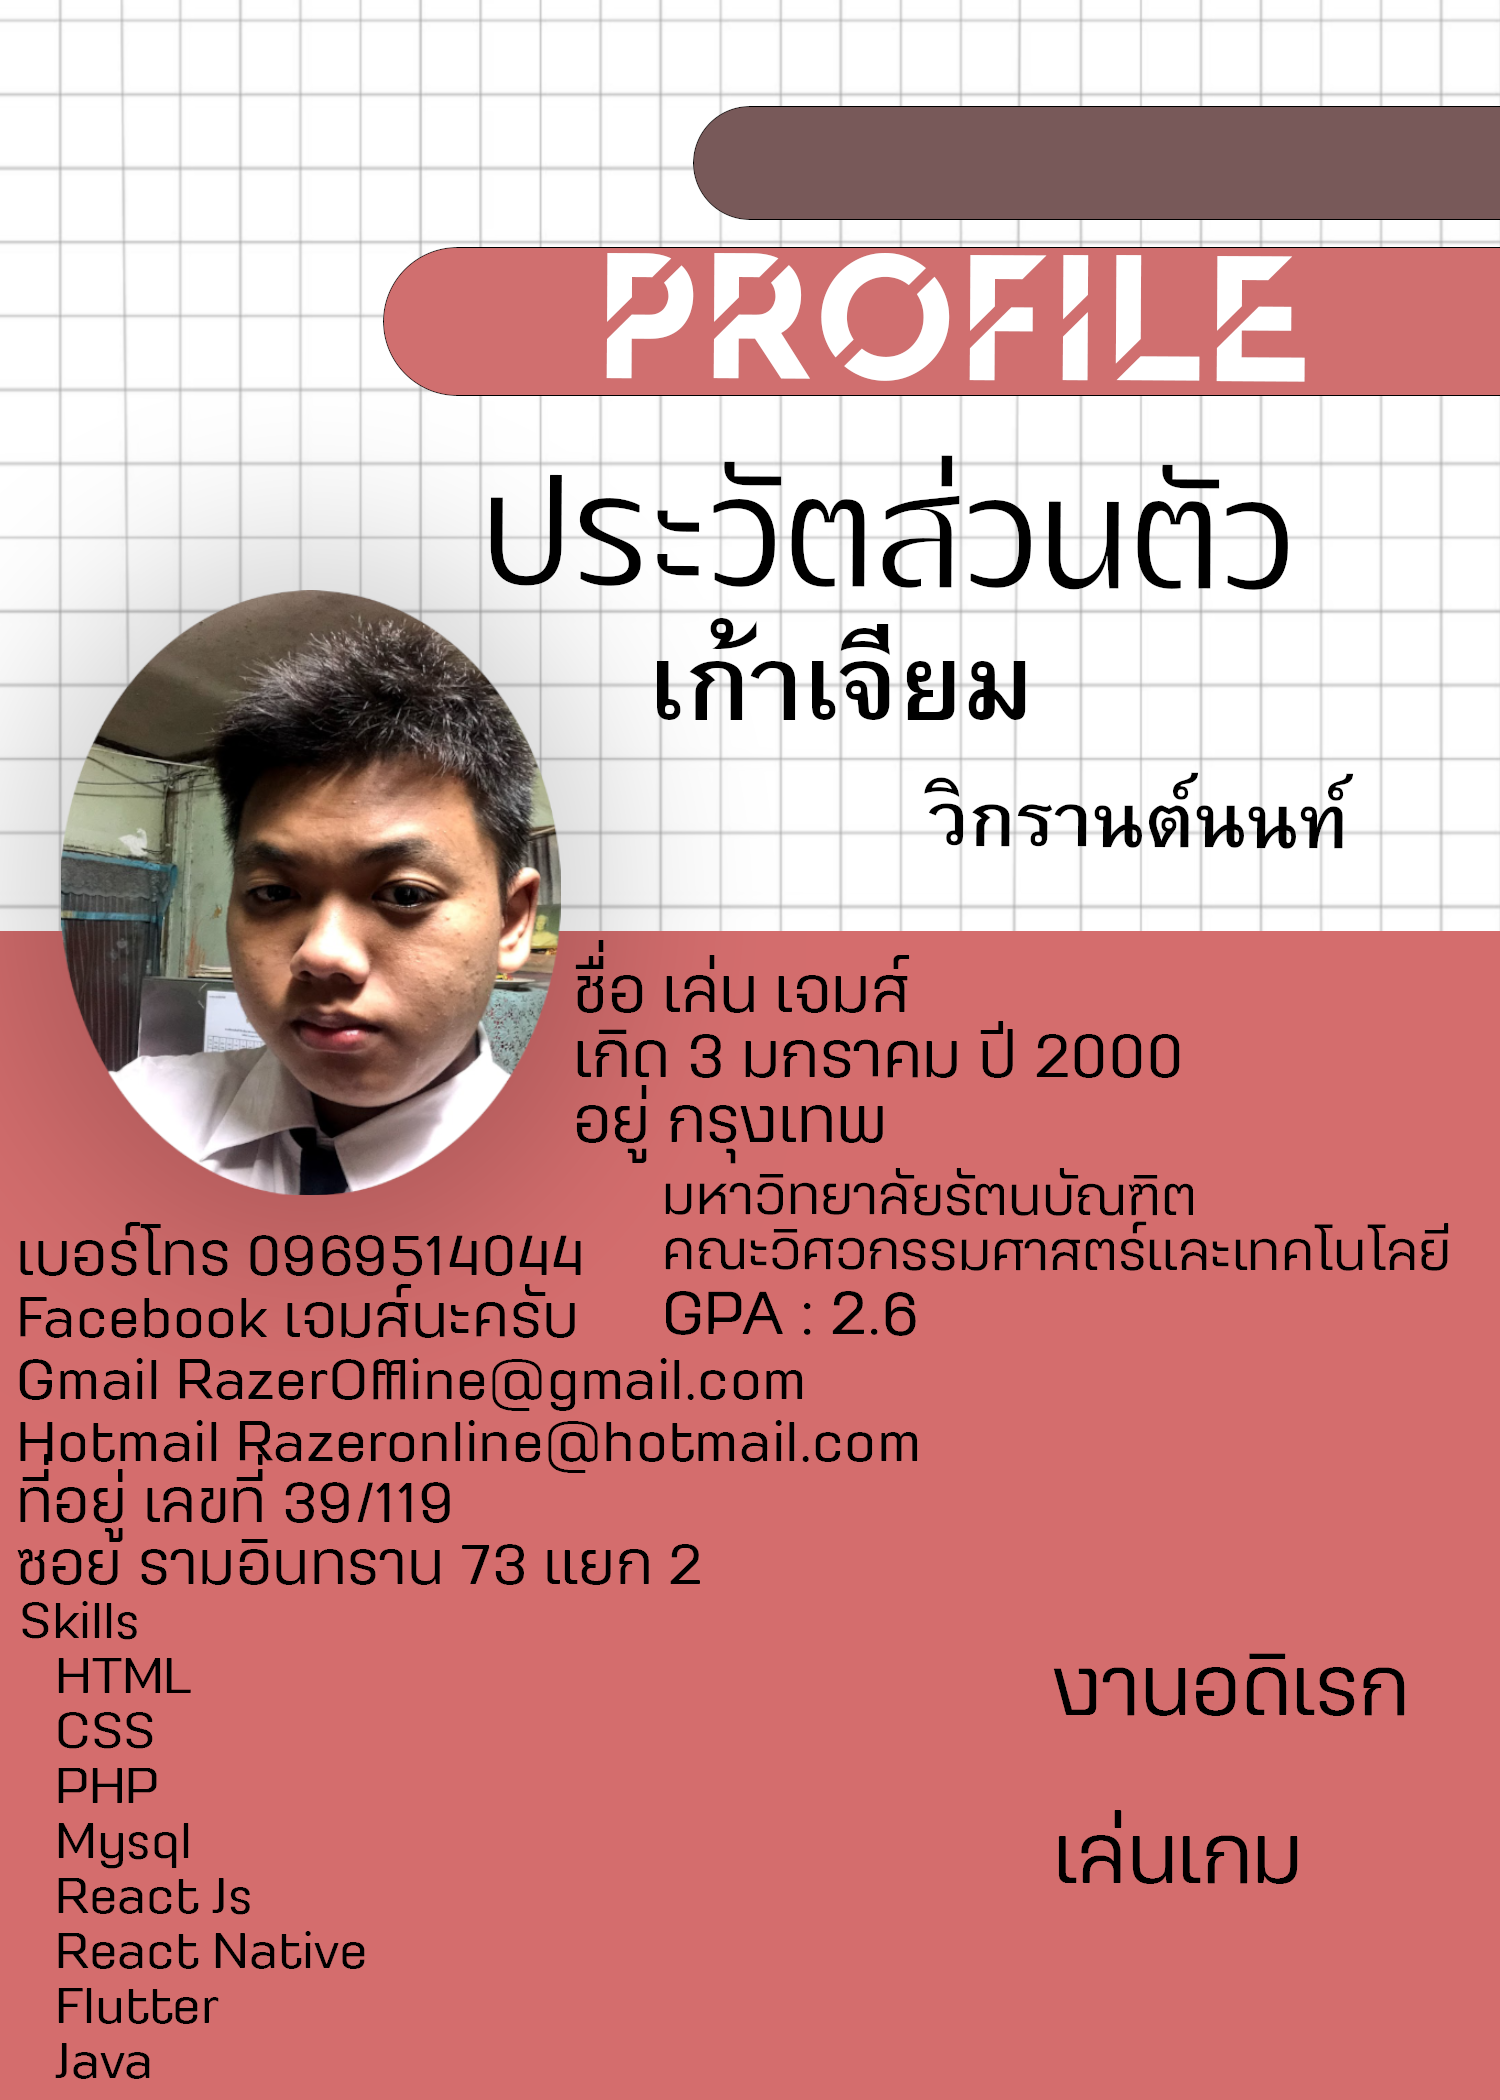 PROFILE
ประวัตส่วนตัว
เก้าเจียม
วิกรานต์นนท์
ชื่อ เล่น เจมส์
เกิด 3 มกราคม ปี 2000
อยู่ กรุงเทพ
มหาวิทยาลัยรัตนบัณฑิต
คณะวิศวกรรมศาสตร์และเทคโนโลยี
GPA : 2.6
เบอร์โทร 0969514044
Facebook เจมส์นะครับ
Gmail RazerOffline@gmail.com
Hotmail Razeronline@hotmail.com
ที่อยู่ เลขที่ 39/119
ซอย รามอินทราน 73 แยก 2
Skills
HTML
CSS
PHP
Mysql
React Js
React Native
Flutter
Java
งานอดิเรก
เล่นเกม